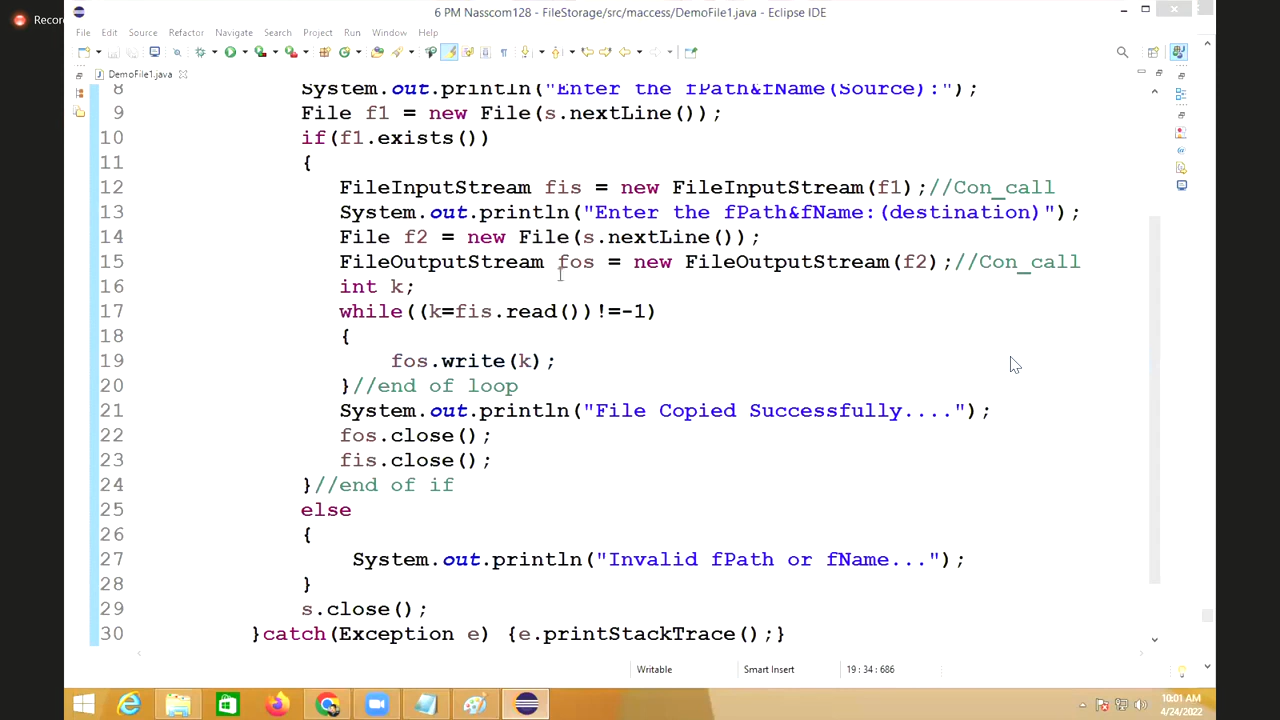 Recor
6 PM Nasscom128 - FileStorage/src/maccess/DemoFile1.java - Eclipse IDE
File Edit Source Refactor Navigate Search Project Run Window Help
DemoFile1.java
8 System.out.println("Enter the fPath&fName(Source):");
9 File f1 = new File(s.nextLine());
10 if(f1.exists())
11 {
12 FileInputStream fis = new FileInputStream(f1);//Con_call
13 System.out.println("Enter the fPath&fName:(destination)");
14 File f2 = new File(s.nextLine());
15 FileOutputStream fos = new FileOutputStream(f2);//Con_call
16 int k;
17 while((k=fis.read())!=-1)
18 {
19 fos.write(k);
20 }//end of loop
21 System.out.println("File Copied Successfully....");
22 fos.close();
23 fis.close();
24 }//end of if
25 else
26 {
27 System.out.println("Invalid fPath or fName...");
28 }
29 s.close();
30 }catch(Exception e) {e.printStackTrace();}
Writable Smart Insert 19 : 34 : 686
10:01 AM
4/24/2022